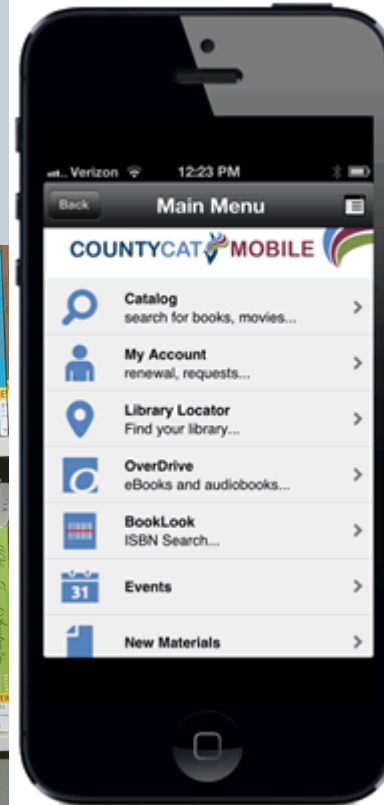 Verizon 12:23 PM
Back Main Menu
COUNTYCAT MOBILE
Catalog
search for books, movies...
My Account
renewal, requests...
Library Locator
Find your library...
OverDrive
eBooks and audiobooks...
BookLook
ISBN Search...
31 Events
New Materials